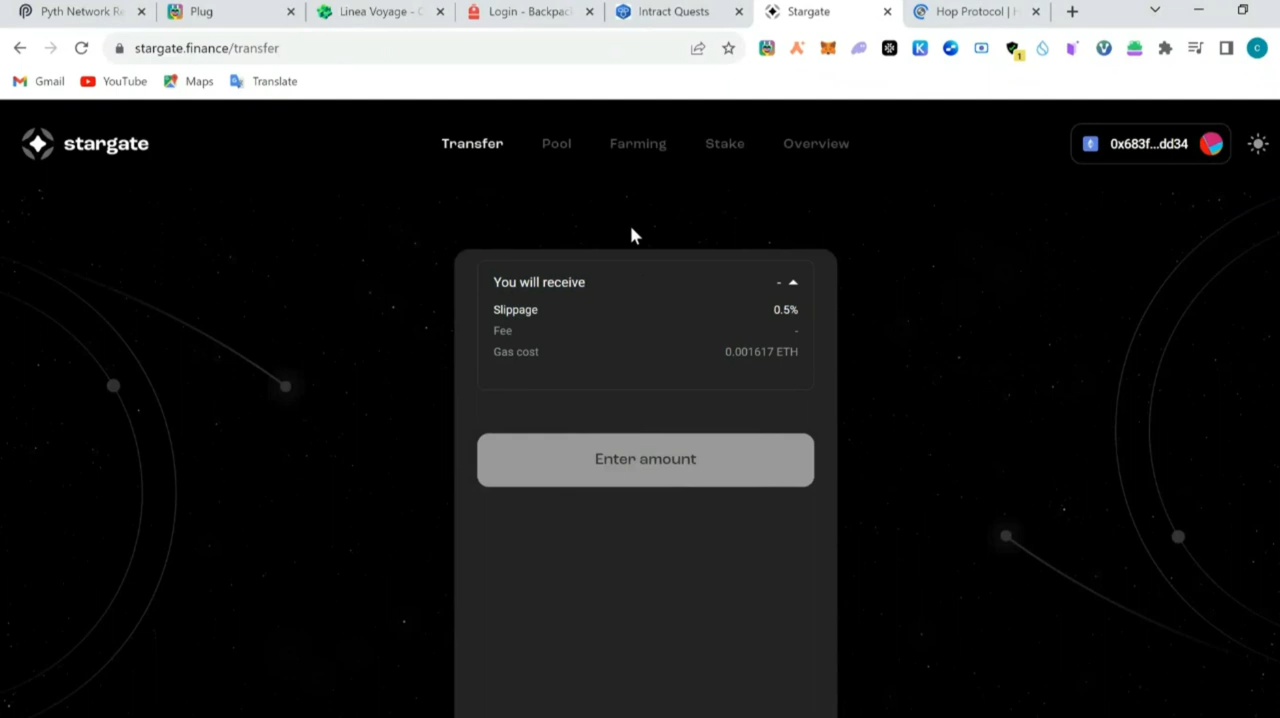 Pyth Network Re
Plug
Linea Voyage - C
Login - Backpac
Intract Quests
Stargate
Hop Protocol | H
stargate.finance/transfer
C
1
Gmail
YouTube
Maps
Translate
stargate
Transfer
Pool
Farming
Stake
Overview
0x683f...dd34
You will receive -
Slippage 0.5%
Fee -
Gas cost 0.001617 ETH
Enter amount